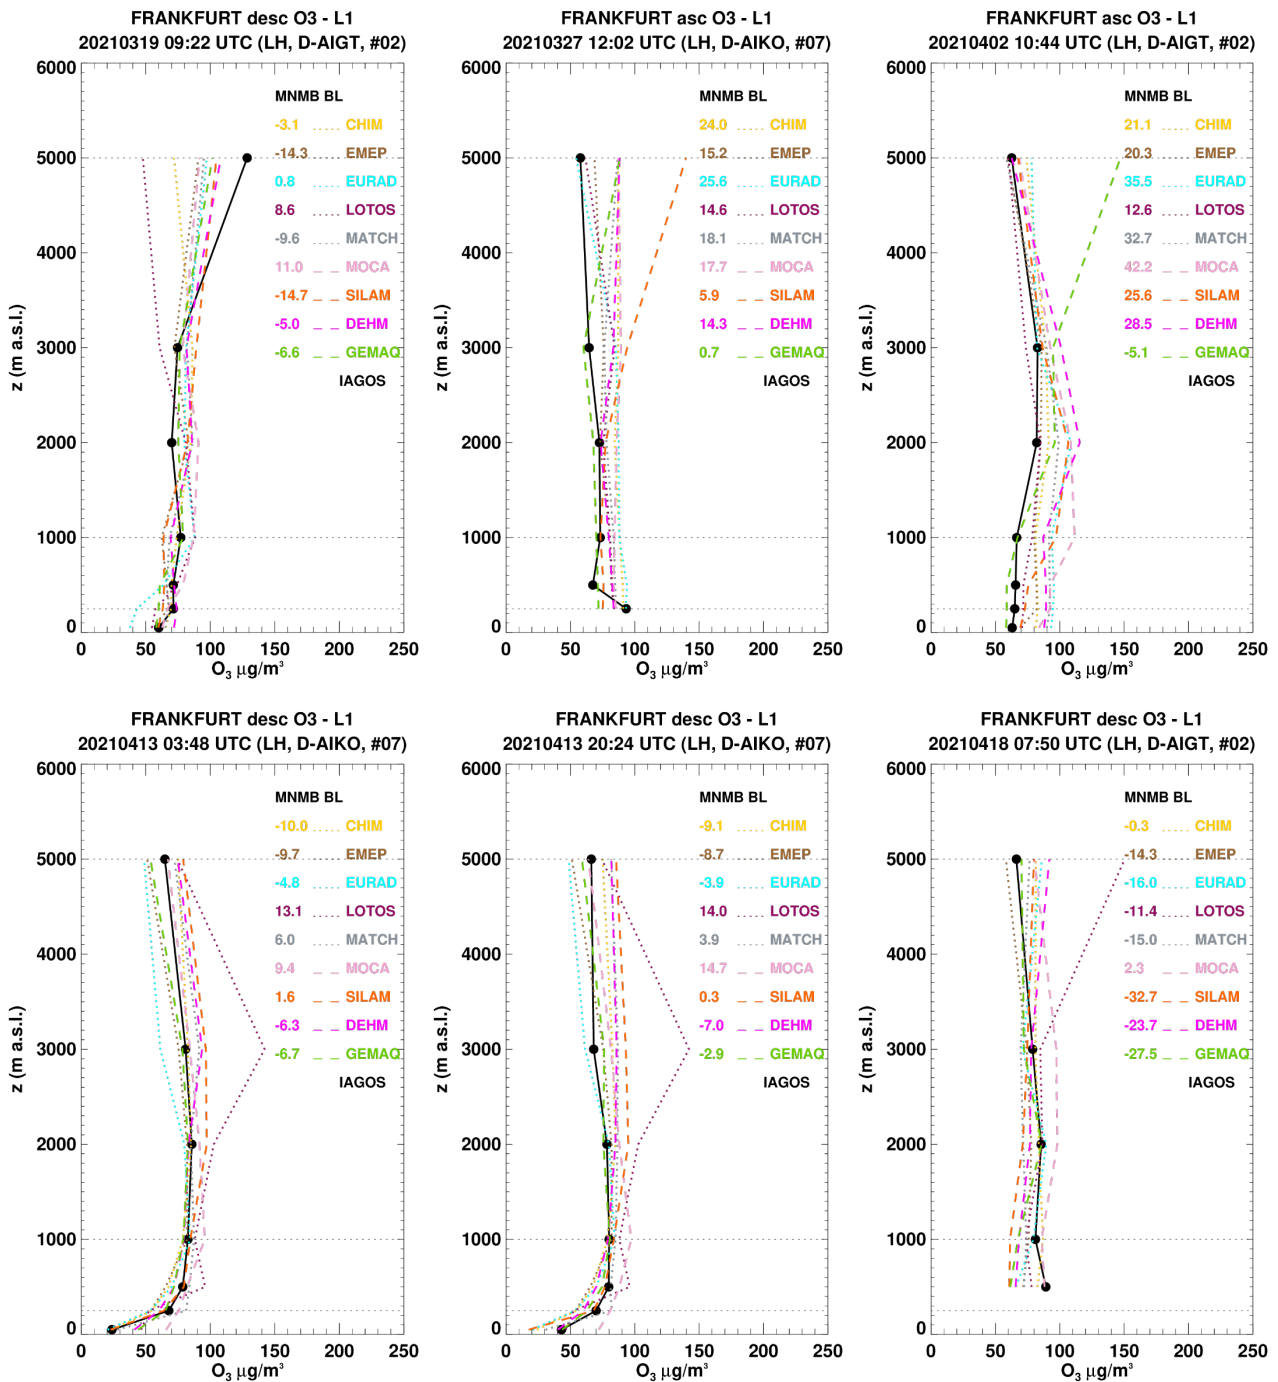 FRANKFURT desc O3 - L1
20210319 09:22 UTC (LH, D-AIGT, #02)
6000
5000
4000
3000
2000
1000
0
z (m a.s.l.)
MNMB BL
-3.1 CHIM
-14.3 EMEP
0.8 EURAD
8.6 LOTOS
-9.6 MATCH
11.0 MOCA
-14.7 SILAM
-5.0 DEHM
-6.6 GEMAQ
IAGOS
0 50 100 150 200 250
O₃ μg/m³
FRANKFURT asc O3 - L1
20210327 12:02 UTC (LH, D-AIKO, #07)
6000
5000
4000
3000
2000
1000
0
z (m a.s.l.)
MNMB BL
24.0 CHIM
15.2 EMEP
25.6 EURAD
14.6 LOTOS
18.1 MATCH
17.7 MOCA
5.9 SILAM
14.3 DEHM
0.7 GEMAQ
IAGOS
0 50 100 150 200 250
O₃ μg/m³
FRANKFURT asc O3 - L1
20210402 10:44 UTC (LH, D-AIGT, #02)
6000
5000
4000
3000
2000
1000
0
z (m a.s.l.)
MNMB BL
21.1 CHIM
20.3 EMEP
35.5 EURAD
12.6 LOTOS
32.7 MATCH
42.2 MOCA
25.6 SILAM
28.5 DEHM
-5.1 GEMAQ
IAGOS
0 50 100 150 200 250
O₃ μg/m³
FRANKFURT desc O3 - L1
20210413 03:48 UTC (LH, D-AIKO, #07)
6000
5000
4000
3000
2000
1000
0
z (m a.s.l.)
MNMB BL
-10.0 CHIM
-9.7 EMEP
-4.8 EURAD
13.1 LOTOS
6.0 MATCH
9.4 MOCA
1.6 SILAM
-6.3 DEHM
-6.7 GEMAQ
IAGOS
0 50 100 150 200 250
O₃ μg/m³
FRANKFURT desc O3 - L1
20210413 20:24 UTC (LH, D-AIKO, #07)
6000
5000
4000
3000
2000
1000
0
z (m a.s.l.)
MNMB BL
-9.1 CHIM
-8.7 EMEP
-3.9 EURAD
14.0 LOTOS
3.9 MATCH
14.7 MOCA
0.3 SILAM
-7.0 DEHM
-2.9 GEMAQ
IAGOS
0 50 100 150 200 250
O₃ μg/m³
FRANKFURT desc O3 - L1
20210418 07:50 UTC (LH, D-AIGT, #02)
6000
5000
4000
3000
2000
1000
0
z (m a.s.l.)
MNMB BL
-0.3 CHIM
-14.3 EMEP
-16.0 EURAD
-11.4 LOTOS
-15.0 MATCH
2.3 MOCA
-32.7 SILAM
-23.7 DEHM
-27.5 GEMAQ
IAGOS
0 50 100 150 200 250
O₃ μg/m³